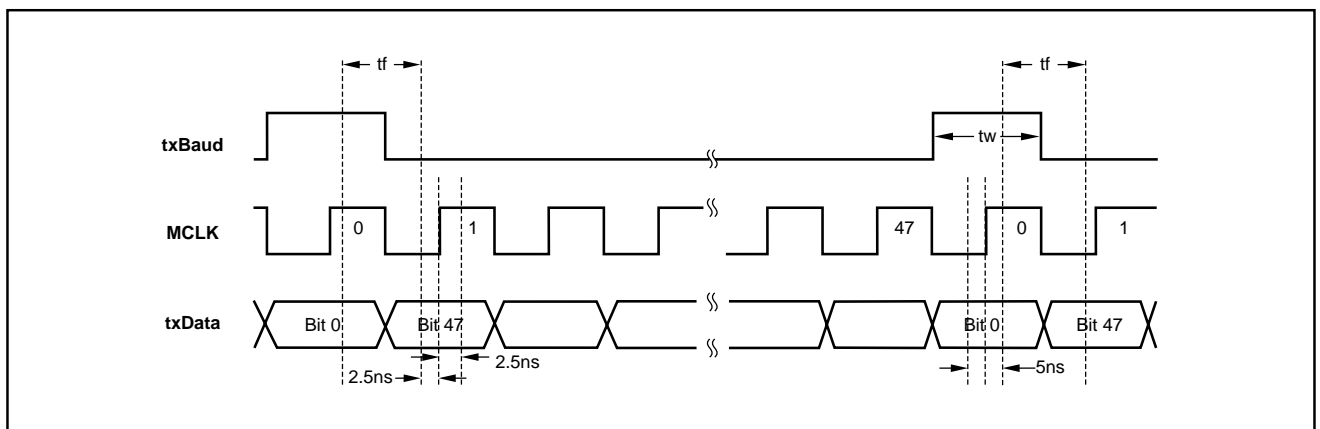 tf
tf
txBaud
tw
MCLK
0
1
47
0
1
txData
Bit 0
Bit 47
Bit 0
Bit 47
2.5ns
2.5ns
5ns